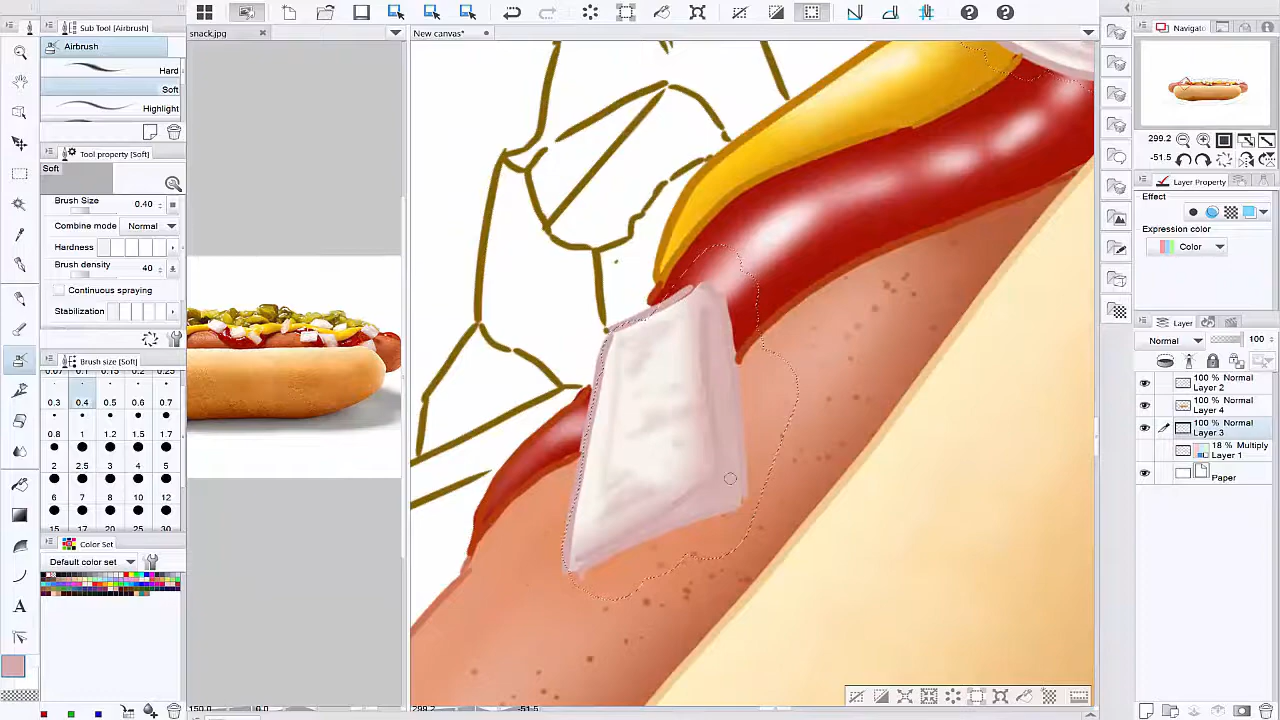 Sub Tool [Airbrush]
Airbrush
Hard
Soft
Highlight
Tool property [Soft]
Soft
Brush Size 0.40
Combine mode Normal
Hardness
Brush density 40
Continuous spraying
Stabilization
Brush size [Soft]
0.3 0.4 0.5 0.6 0.7
0.8 1 1.2 1.5 1.7
2 2.5 3 4 5
6 7 8 10 12
15 17 20 25 30
Color Set
Default color set
snack.jpg
New canvas*
Navigato
299.2
-51.5
Layer Property
Effect
Expression color
Color
Layer
Normal 100
100 % Normal
Layer 2
100 % Normal
Layer 4
100 % Normal
Layer 3
18 % Multiply
Layer 1
Paper